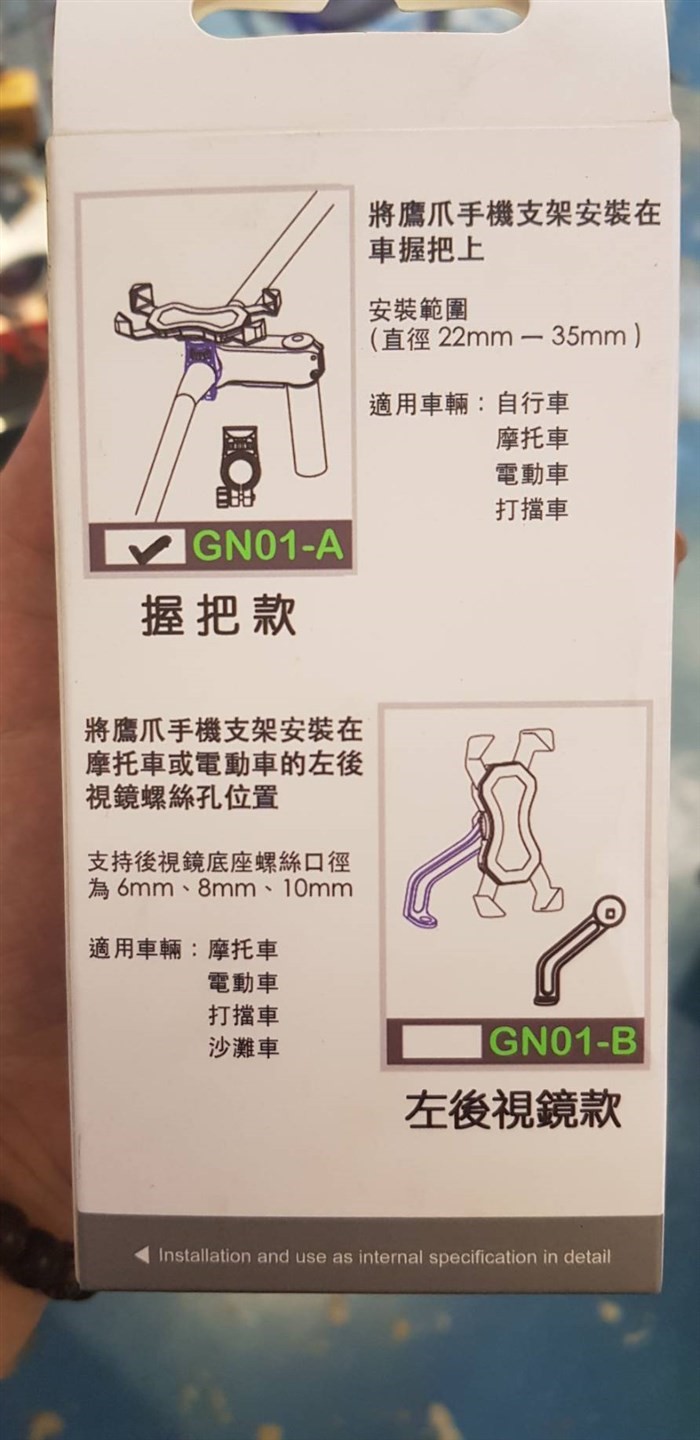 將鷹爪手機支架安裝在
車握把上
安裝範圍
(直徑 22mm — 35mm)
適用車輛：自行車
摩托車
電動車
打擋車
GN01-A
握把款
將鷹爪手機支架安裝在
摩托車或電動車的左後
視鏡螺絲孔位置
支持後視鏡底座螺絲口徑
為 6mm、8mm、10mm
適用車輛：摩托車
電動車
打擋車
沙灘車
GN01-B
左後視鏡款
Installation and use as internal specification in detail